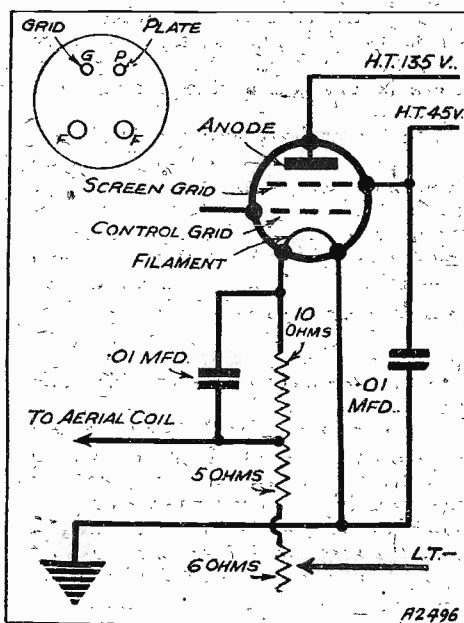 GRID
PLATE
G P
F F
H.T. 135 V.
H.T. 45V.
ANODE
SCREEN GRID
CONTROL GRID
FILAMENT
10
OHMS
.01 MFD.
.01
MFD.
TO AERIAL COIL
5 OHMS
6 OHMS
L.T.-
A2496